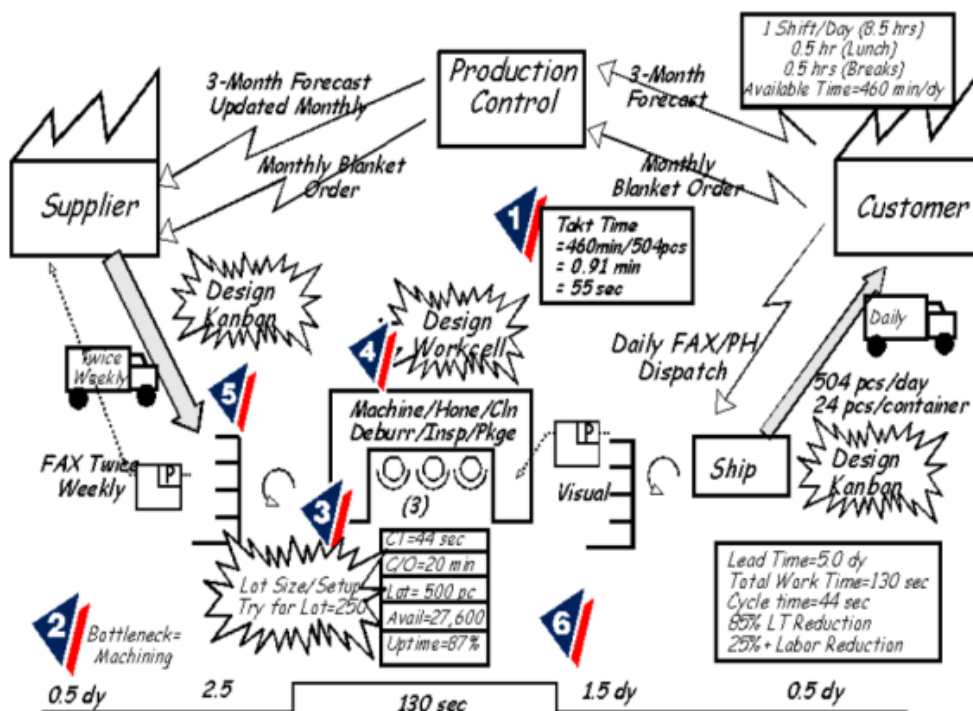 1 Shift/Day (8.5 hrs)
0.5 hr (Lunch)
0.5 hrs (Breaks)
Available Time=460 min/dy
Production
Control
3-Month Forecast
Updated Monthly
3-Month
Forecast
Monthly Blanket
Order
Monthly
Blanket Order
Supplier
Customer
1
Takt Time
=460min/504pcs
= 0.91 min
= 55 sec
Design
Kanban
4
Design
Workcell
Twice
Weekly
Daily
Daily FAX/PH
Dispatch
504 pcs/day
24 pcs/container
5
Machine/Hone/Cln
Deburr/Insp/Pkge
(3)
FAX Twice
Weekly
P
P
Visual
Ship
Design
Kanban
3
Lot Size/Setup
Try for Lot=250
CT=44 sec
C/O=20 min
Lot= 500 pc
Avail=27,600
Uptime=87%
Lead Time=5.0 dy
Total Work Time=130 sec
Cycle time=44 sec
85% LT Reduction
25%+ Labor Reduction
2
Bottleneck=
Machining
6
0.5 dy
2.5
130 sec
1.5 dy
0.5 dy